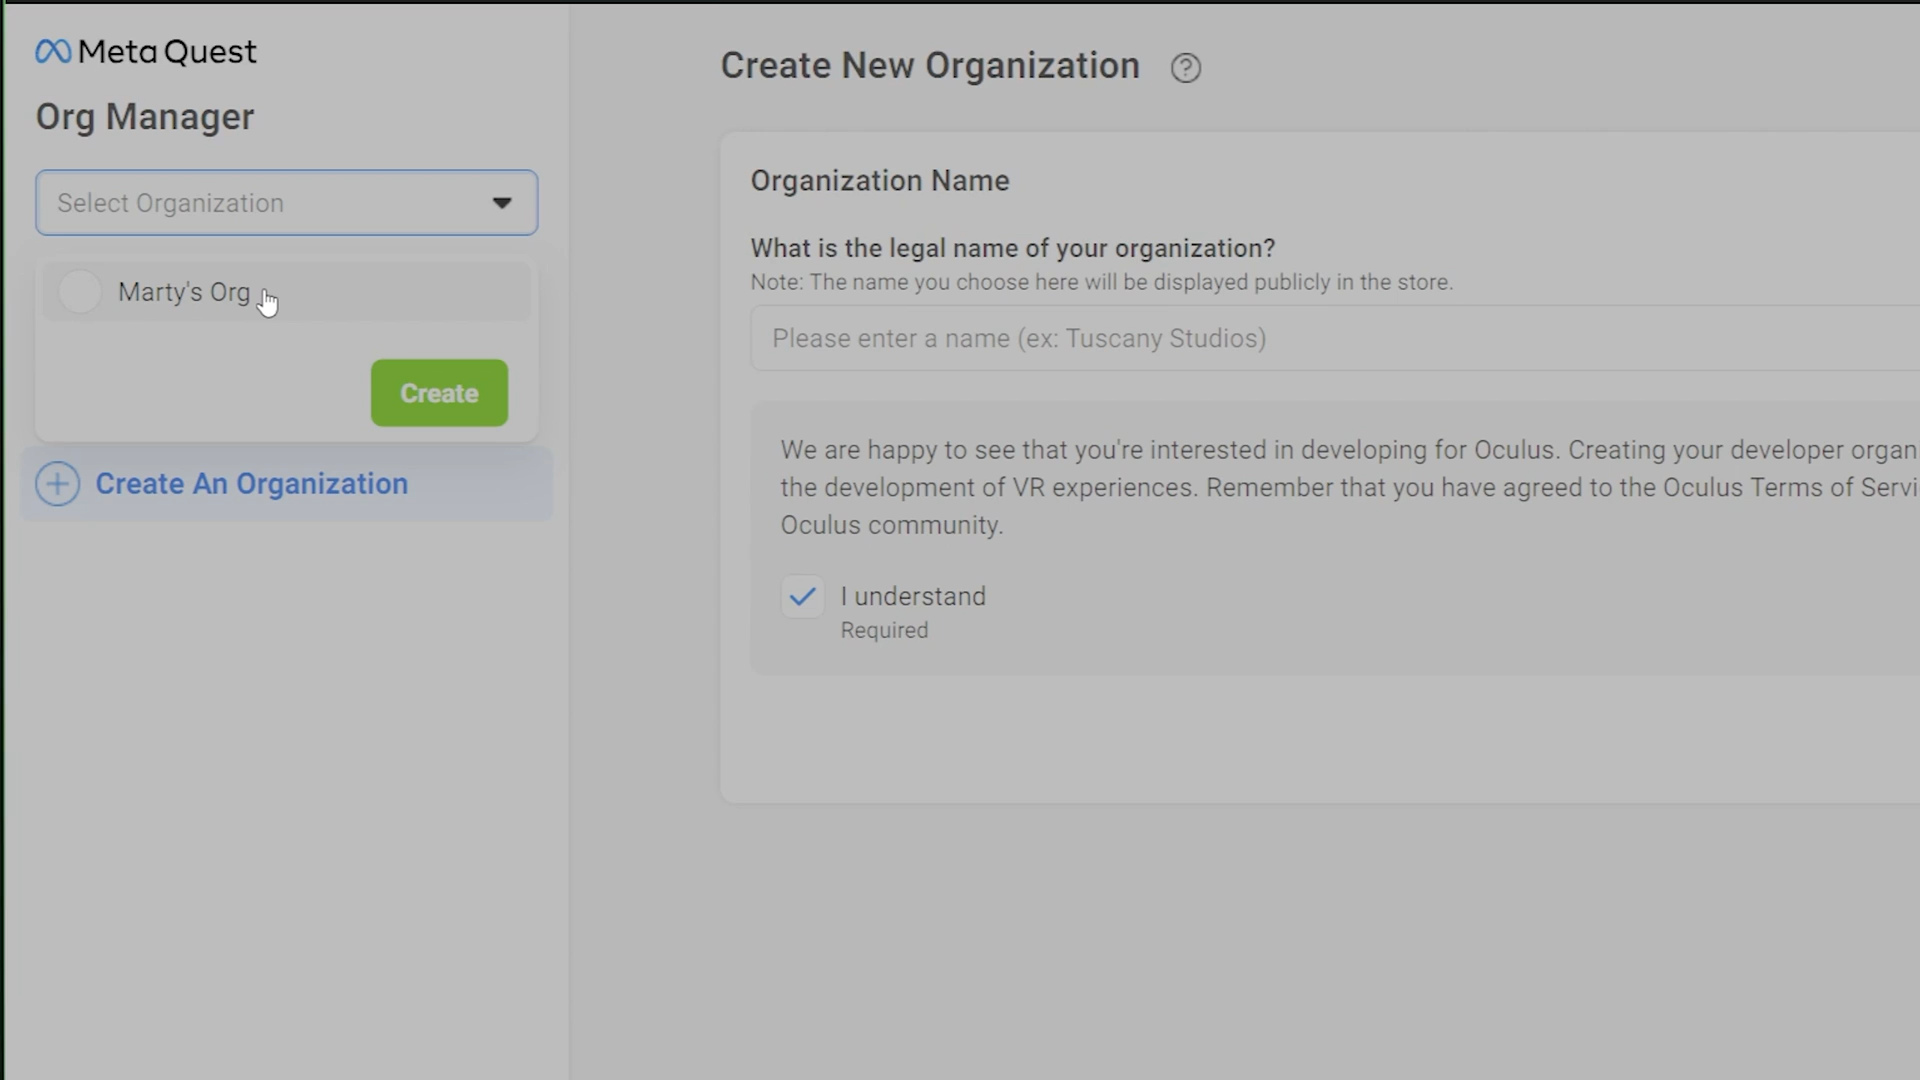 Meta Quest
Org Manager
Select Organization
Marty's Org
Create
Create An Organization
Create New Organization
Organization Name
What is the legal name of your organization?
Note: The name you choose here will be displayed publicly in the store.
Please enter a name (ex: Tuscany Studios)
We are happy to see that you're interested in developing for Oculus. Creating your developer organ
the development of VR experiences. Remember that you have agreed to the Oculus Terms of Servi
Oculus community.
I understand
Required